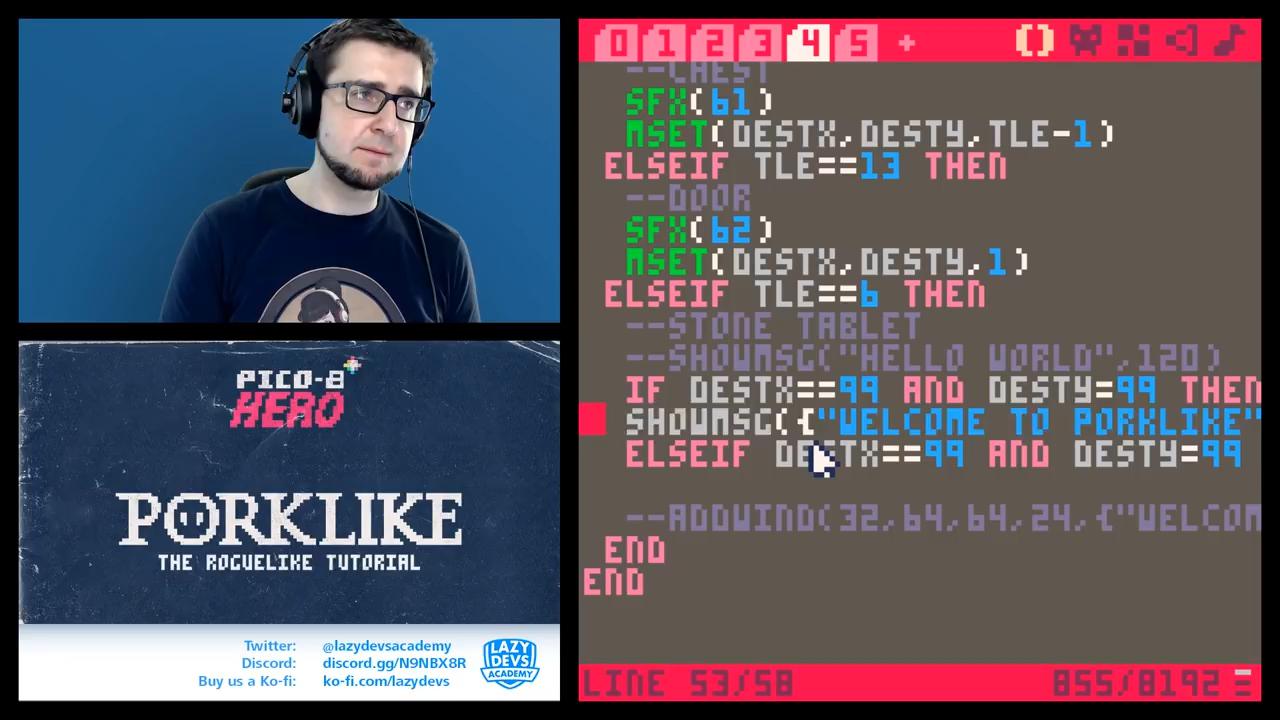 0 1 2 3 4 5 +
--CHEST
SFX(61)
MSET(DESTX,DESTY,TLE-1)
ELSEIF TLE==13 THEN
--DOOR
SFX(62)
MSET(DESTX,DESTY,1)
ELSEIF TLE==6 THEN
--STONE TABLET
--SHOWMSG("HELLO WORLD",120)
IF DESTX==99 AND DESTY=99 THEN
SHOWMSG({"WELCOME TO PORKLIKE"
ELSEIF DESTX==99 AND DESTY=99
--ADDWIND(32,64,64,24,{"WELCOM
END
END
LINE 53/58
855/8192
PICO-8
HERO
PORKLIKE
THE ROGUELIKE TUTORIAL
Twitter: @lazydevsacademy
Discord: discord.gg/N9NBX8R
Buy us a Ko-fi: ko-fi.com/lazydevs
LAZY
DEVS
ACADEMY